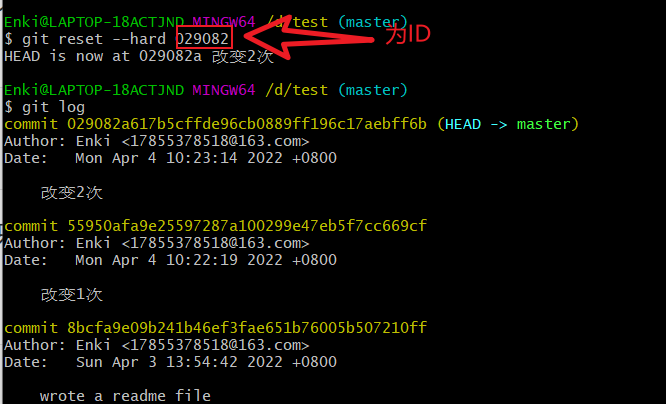 Enki@LAPTOP-18ACTJND MINGW64 /d/test (master)
$ git reset --hard 029082 为ID
HEAD is now at 029082a 改变2次
Enki@LAPTOP-18ACTJND MINGW64 /d/test (master)
$ git log
commit 029082a617b5cffde96cb0889ff196c17aebff6b (HEAD -> master)
Author: Enki <17855378518@163.com>
Date:   Mon Apr 4 10:23:14 2022 +0800
改变2次
commit 55950afa9e25597287a100299e47eb5f7cc669cf
Author: Enki <17855378518@163.com>
Date:   Mon Apr 4 10:22:19 2022 +0800
改变1次
commit 8bcfa9e09b241b46ef3fae651b76005b507210ff
Author: Enki <17855378518@163.com>
Date:   Sun Apr 3 13:54:42 2022 +0800
wrote a readme file